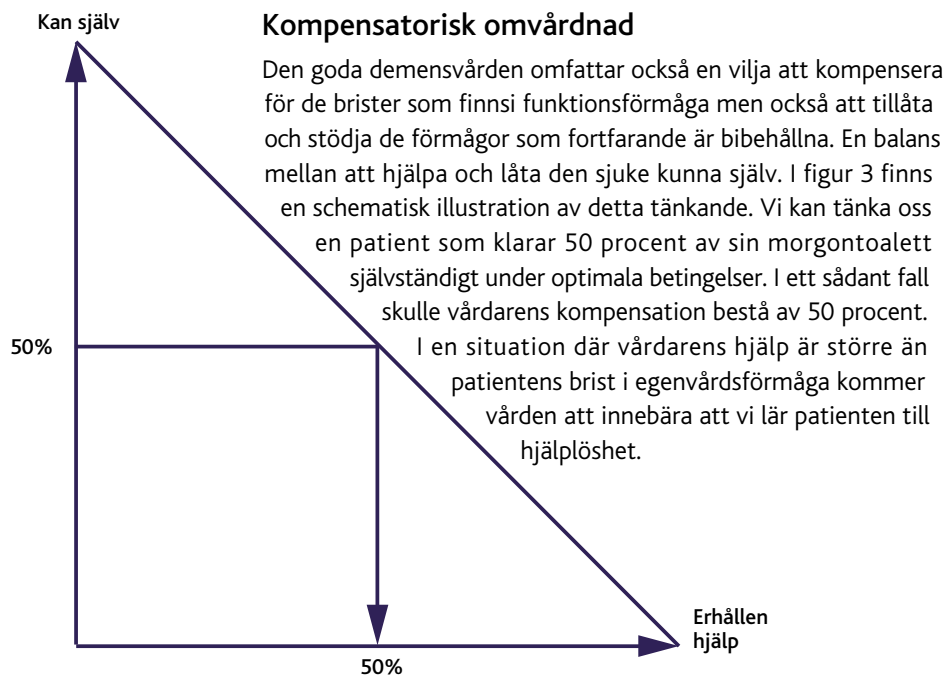 Kan själv
Kompensatorisk omvårdnad
Den goda demensvården omfattar också en vilja att kompensera
för de brister som finnsi funktionsförmåga men också att tillåta
och stödja de förmågor som fortfarande är bibehållna. En balans
mellan att hjälpa och låta den sjuke kunna själv. I figur 3 finns
en schematisk illustration av detta tänkande. Vi kan tänka oss
en patient som klarar 50 procent av sin morgontoalett
självständigt under optimala betingelser. I ett sådant fall
skulle vårdarens kompensation bestå av 50 procent.
I en situation där vårdarens hjälp är större än
patientens brist i egenvårdsförmåga kommer
vården att innebära att vi lär patienten till
hjälplöshet.
50%
Erhållen
hjälp
50%